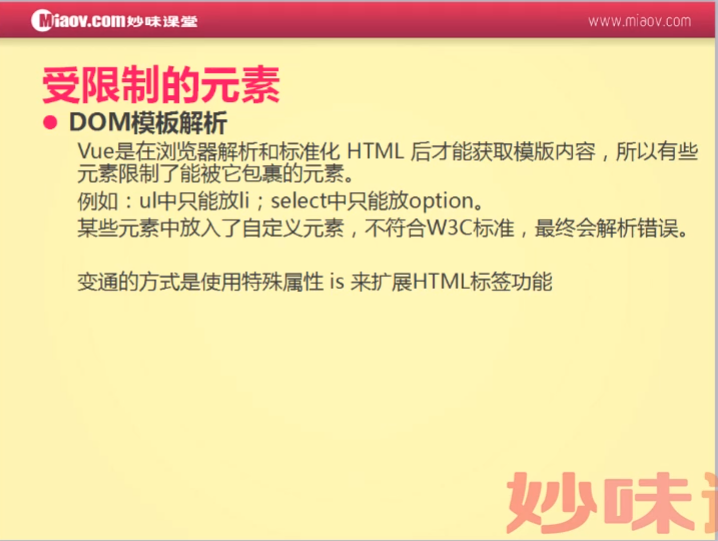 Miaov.com妙味课堂
www.miaov.com
受限制的元素
DOM模板解析
Vue是在浏览器解析和标准化 HTML 后才能获取模版内容，所以有些
元素限制了能被它包裹的元素。
例如：ul中只能放li；select中只能放option。
某些元素中放入了自定义元素，不符合W3C标准，最终会解析错误。
变通的方式是使用特殊属性 is 来扩展HTML标签功能
妙味